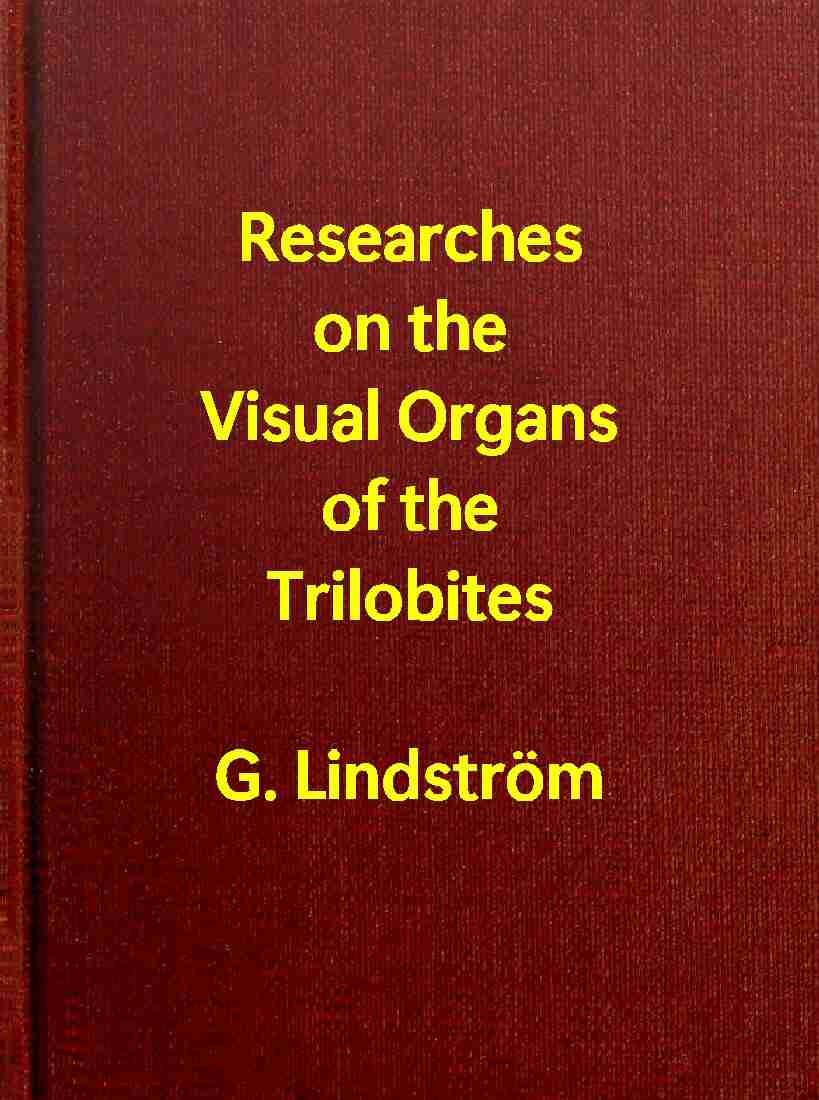 Researches
on the
Visual Organs
of the
Trilobites
G. Lindström